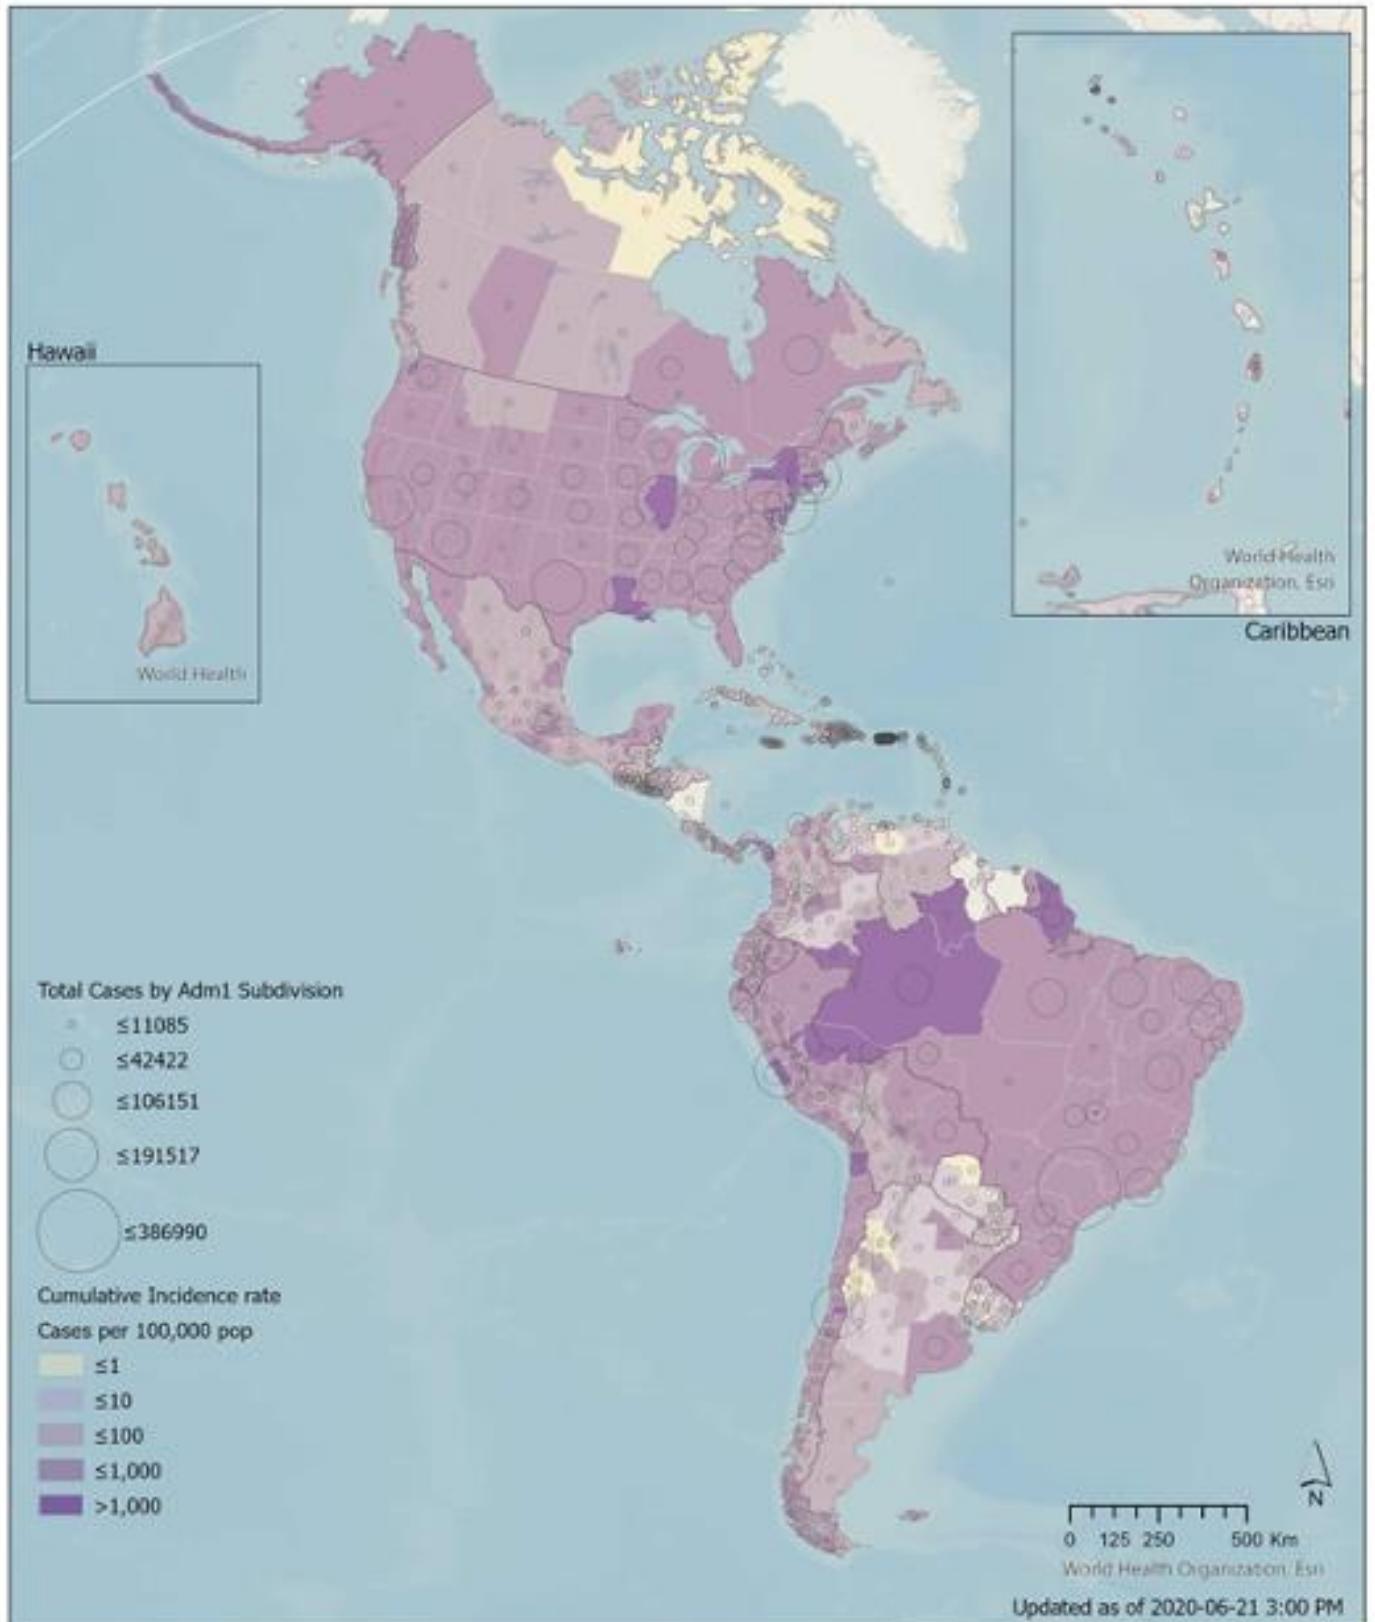 Hawaii
World Health
World Health
Organization, Esri
Caribbean
Total Cases by Adm1 Subdivision
≤11085
≤42422
≤106151
≤191517
≤386990
Cumulative Incidence rate
Cases per 100,000 pop
≤1
≤10
≤100
≤1,000
>1,000
N
0 125 250 500 Km
World Health Organization, Esri
Updated as of 2020-06-21 3:00 PM